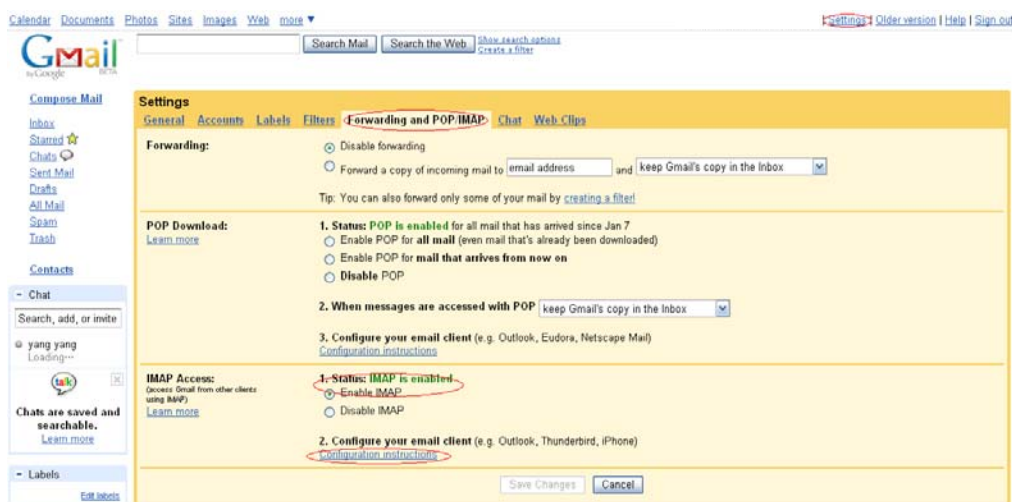 Calendar Documents Photos Sites Images Web more ▼
Settings | Older version | Help | Sign out
Gmail
by Google BETA
Search Mail Search the Web Show search options
Create a filter
Compose Mail
Inbox
Starred
Chats
Sent Mail
Drafts
All Mail
Spam
Trash
Contacts
- Chat
Search, add, or invite
yang yang
Loading...
talk
Chats are saved and
searchable.
Learn more
- Labels
Edit labels
Settings
General Accounts Labels Filters Forwarding and POP/IMAP Chat Web Clips
Forwarding:
Disable forwarding
Forward a copy of incoming mail to email address and keep Gmail's copy in the Inbox
Tip: You can also forward only some of your mail by creating a filter!
POP Download:
Learn more
1. Status: POP is enabled for all mail that has arrived since Jan 7
Enable POP for all mail (even mail that's already been downloaded)
Enable POP for mail that arrives from now on
Disable POP
2. When messages are accessed with POP keep Gmail's copy in the Inbox
3. Configure your email client (e.g. Outlook, Eudora, Netscape Mail)
Configuration instructions
IMAP Access:
(access Gmail from other clients
using IMAP)
Learn more
1. Status: IMAP is enabled
Enable IMAP
Disable IMAP
2. Configure your email client (e.g. Outlook, Thunderbird, iPhone)
Configuration instructions
Save Changes Cancel